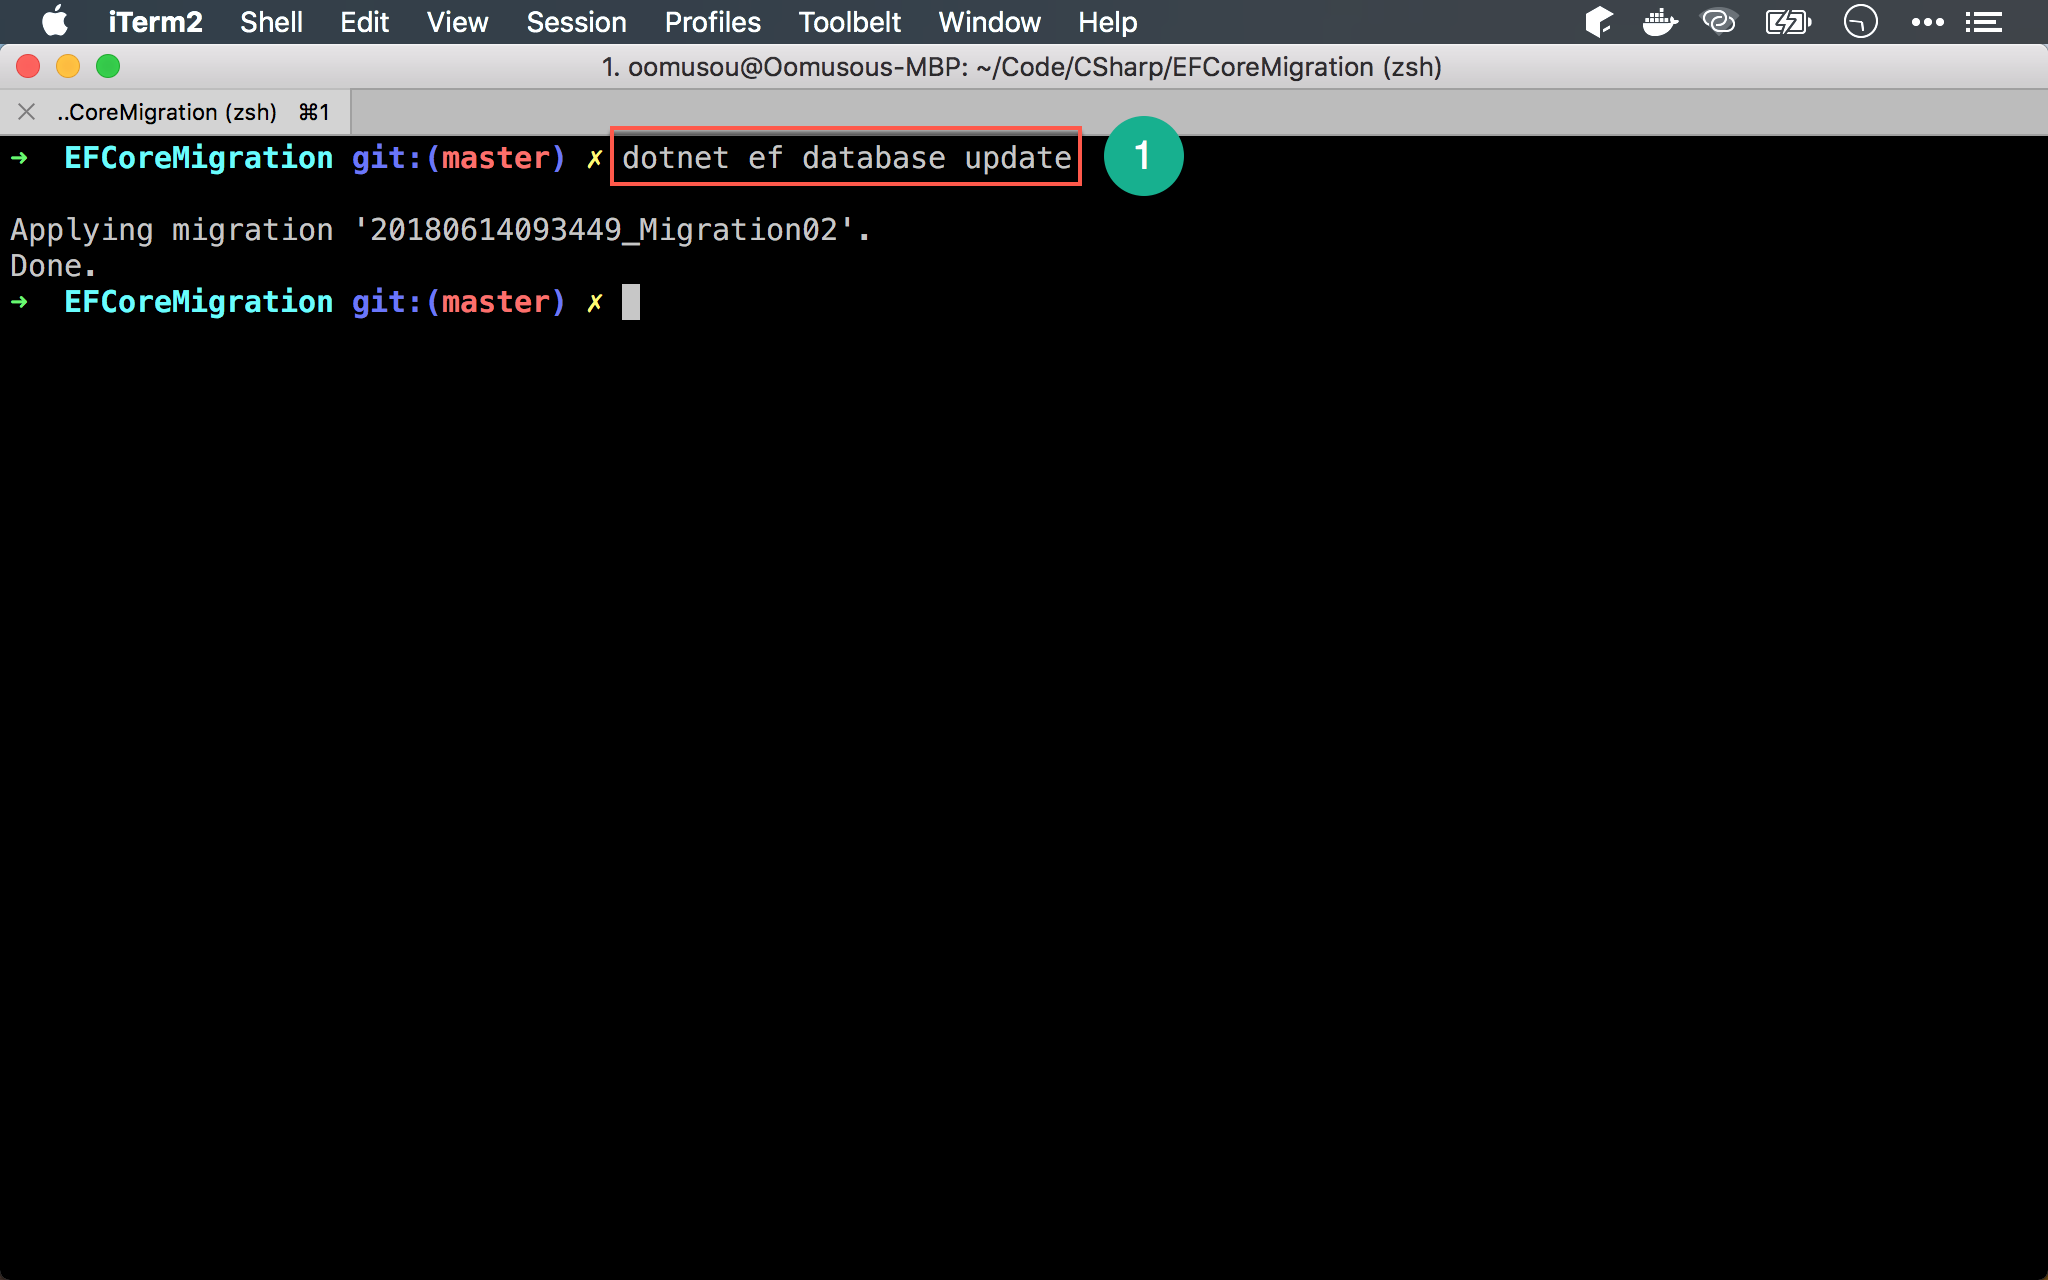 iTerm2 Shell Edit View Session Profiles Toolbelt Window Help
1. oomusou@Oomusous-MBP: ~/Code/CSharp/EFCoreMigration (zsh)
..CoreMigration (zsh) ⌘1
➜ EFCoreMigration git:(master) ✗ dotnet ef database update 1
Applying migration '20180614093449_Migration02'.
Done.
➜ EFCoreMigration git:(master) ✗